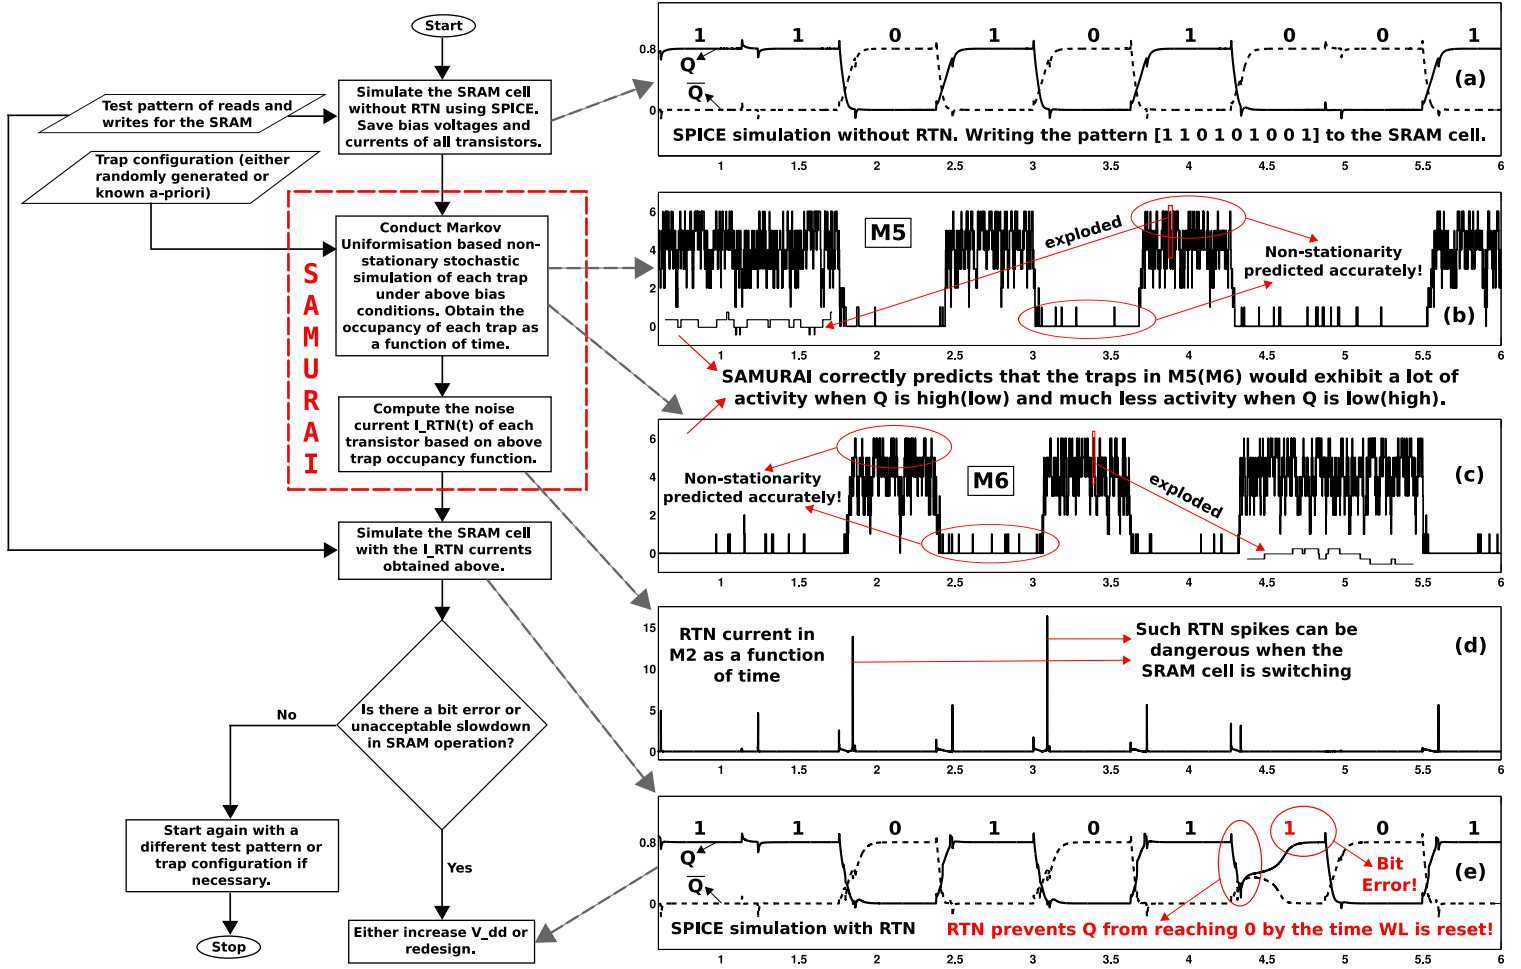 Start
Test pattern of reads and
writes for the SRAM
Simulate the SRAM cell
without RTN using SPICE.
Save bias voltages and
currents of all transistors.
Trap configuration (either
randomly generated or
known a-priori)
SAMURAI
Conduct Markov
Uniformisation based non-
stationary stochastic
simulation of each trap
under above bias
conditions. Obtain the
occupancy of each trap as
a function of time.
Compute the noise
current I_RTN(t) of each
transistor based on above
trap occupancy function.
Simulate the SRAM cell
with the I_RTN currents
obtained above.
Is there a bit error or
unacceptable slowdown
in SRAM operation?
No
Yes
Start again with a
different test pattern or
trap configuration if
necessary.
Stop
Either increase V_dd or
redesign.
1 1 0 1 0 1 0 0 1
0.8
Q
Q
0
(a)
SPICE simulation without RTN. Writing the pattern [1 1 0 1 0 1 0 0 1] to the SRAM cell.
1 1.5 2 2.5 3 3.5 4 4.5 5 5.5 6
6
4
2
0
M5
exploded
Non-stationarity
predicted accurately!
(b)
1 1.5 2 2.5 3 3.5 4 4.5 5 5.5 6
SAMURAI correctly predicts that the traps in M5(M6) would exhibit a lot of
activity when Q is high(low) and much less activity when Q is low(high).
6
4
2
0
Non-stationarity
predicted accurately!
M6
exploded
(c)
1 1.5 2 2.5 3 3.5 4 4.5 5 5.5 6
15
10
5
0
RTN current in
M2 as a function
of time
Such RTN spikes can be
dangerous when the
SRAM cell is switching
(d)
1 1.5 2 2.5 3 3.5 4 4.5 5 5.5 6
1 1 0 1 0 1 1 0 1
0.8
Q
Q
0
Bit
Error!
(e)
SPICE simulation with RTN
RTN prevents Q from reaching 0 by the time WL is reset!
1 1.5 2 2.5 3 3.5 4 4.5 5 5.5 6